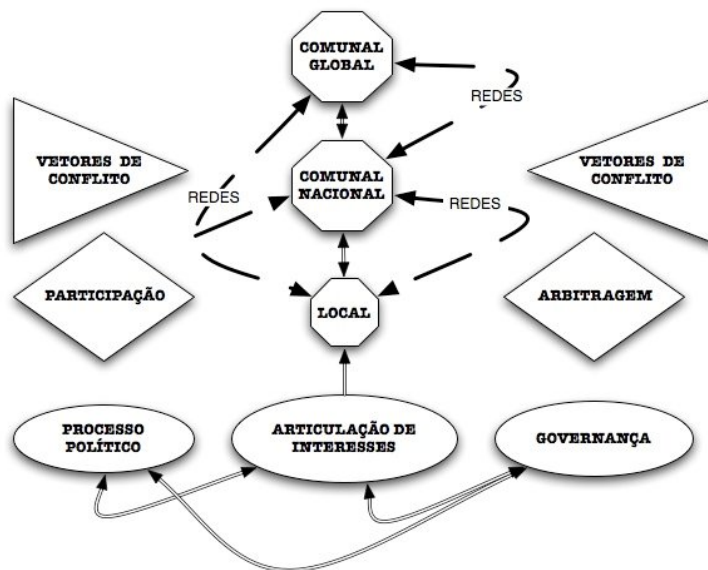 COMUNAL
GLOBAL
REDES
VETORES DE
CONFLITO
COMUNAL
NACIONAL
VETORES DE
CONFLITO
REDES
REDES
PARTICIPAÇÃO
LOCAL
ARBITRAGEM
PROCESSO
POLÍTICO
ARTICULAÇÃO DE
INTERESSES
GOVERNANÇA